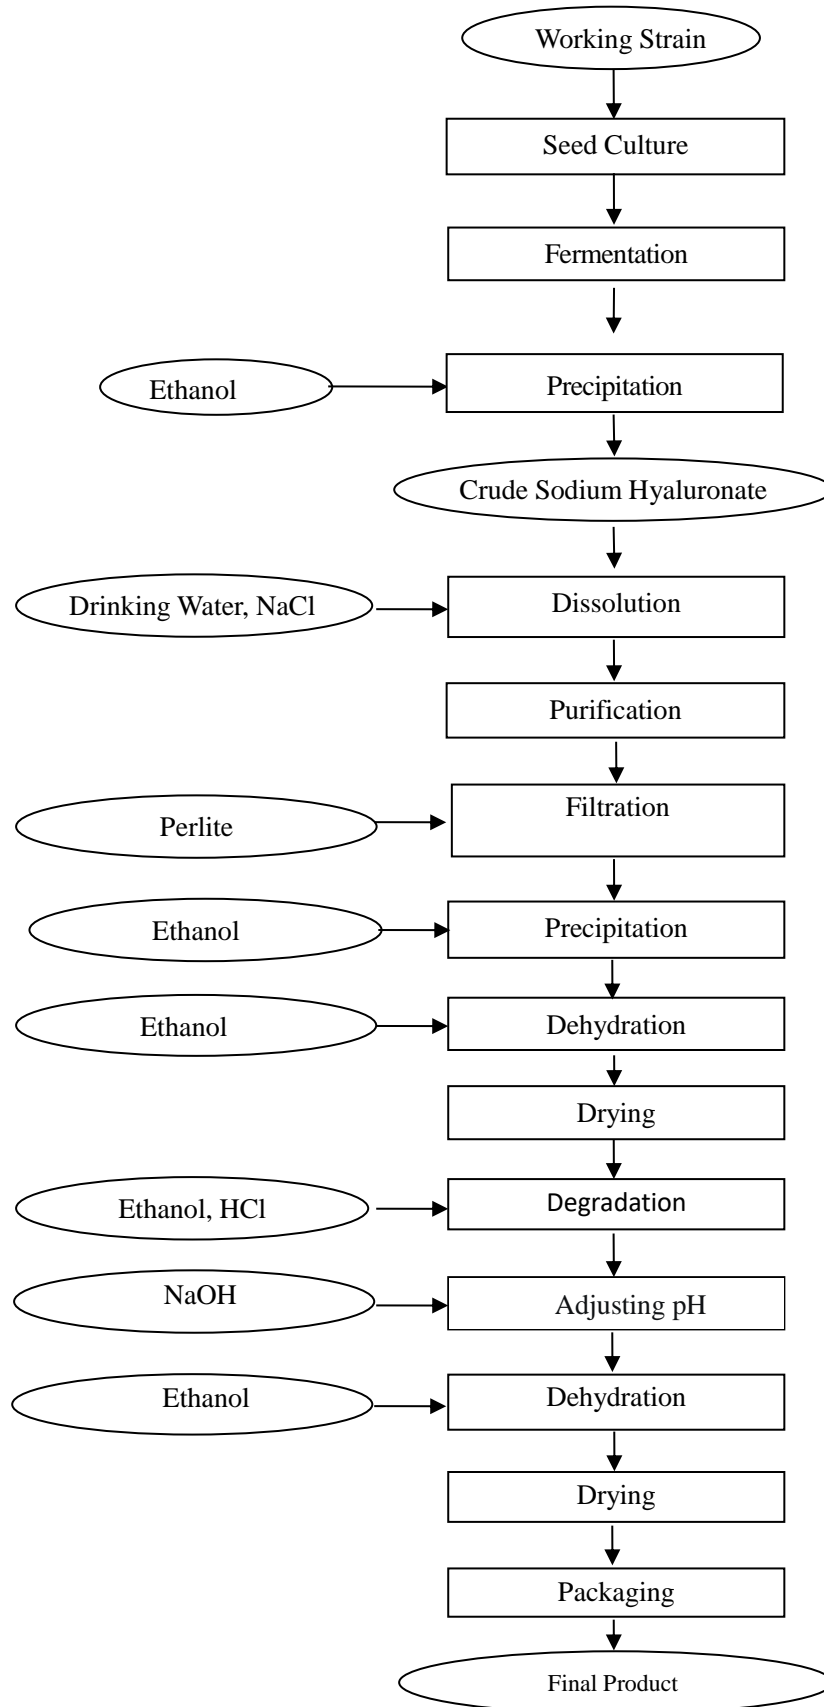 Working Strain
Seed Culture
Fermentation
Ethanol
Precipitation
Crude Sodium Hyaluronate
Drinking Water, NaCl
Dissolution
Purification
Perlite
Filtration
Ethanol
Precipitation
Ethanol
Dehydration
Drying
Ethanol, HCl
Degradation
NaOH
Adjusting pH
Ethanol
Dehydration
Drying
Packaging
Final Product